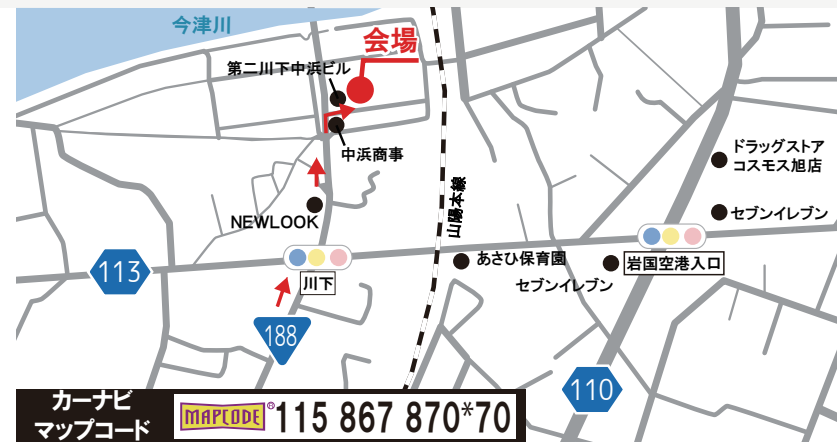 今津川
会場
第二川下中浜ビル
中浜商事
ドラッグストア
コスモス旭店
山陽本線
NEWLOOK
セブンイレブン
113
川下
あさひ保育園
セブンイレブン
岩国空港入口
188
110
カーナビ
マップコード
MAPCODE® 115 867 870*70